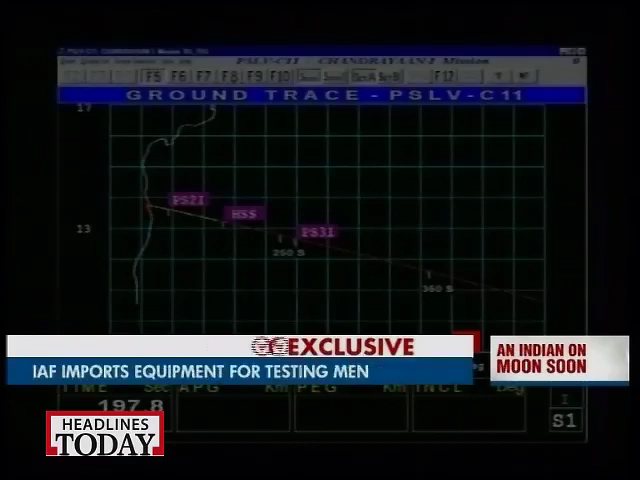 PSLV-C11 / CHANDRAYAAN-1 Mission
F5 F6 F7 F8 F9 F10 F12
GROUND TRACE - PSLV-C11
17
PS2I
HSS
PS3I
13
250 S
350 S
EXCLUSIVE
IAF IMPORTS EQUIPMENT FOR TESTING MEN
AN INDIAN ON
MOON SOON
TIME Sec APG Km PEG Km INCL Deg
197.8
S1
HEADLINES
TODAY